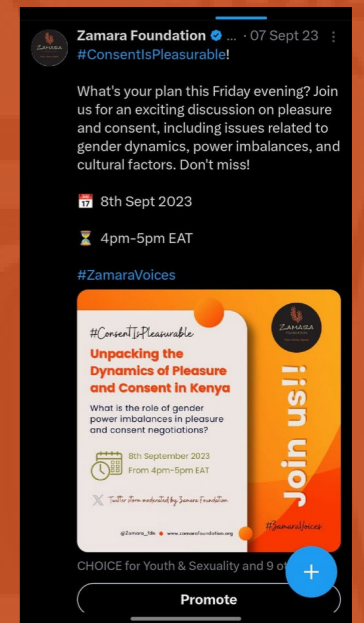 Zamara Foundation ... · 07 Sept 23
#ConsentIsPleasurable!
What's your plan this Friday evening? Join
us for an exciting discussion on pleasure
and consent, including issues related to
gender dynamics, power imbalances, and
cultural factors. Don't miss!
8th Sept 2023
4pm-5pm EAT
#ZamaraVoices
#ConsentIsPleasurable
Unpacking the
Dynamics of Pleasure
and Consent in Kenya
What is the role of gender
power imbalances in pleasure
and consent negotiations?
8th September 2023
From 4pm-5pm EAT
Twitter storm moderated by Zamara Foundation
@Zamara_fdn www.zamarafoundation.org
ZAMARA
Join us!!
#ZamaraVoices
CHOICE for Youth & Sexuality and 9 ot
Promote